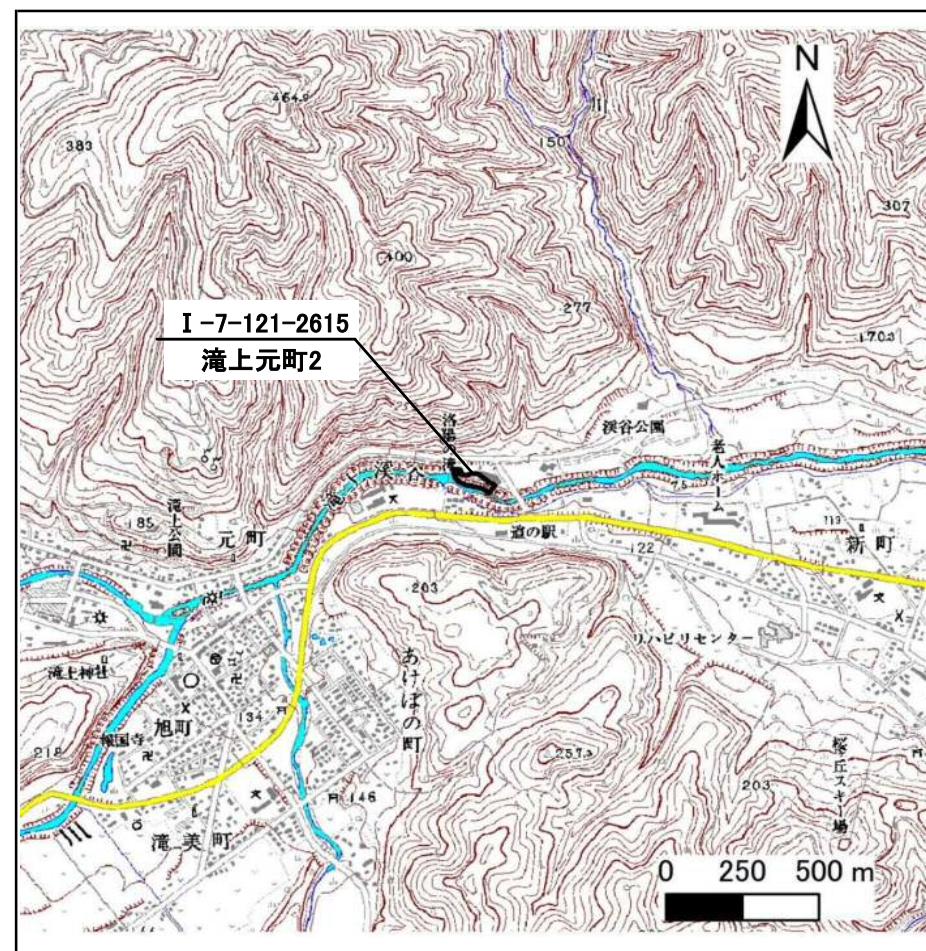 N
464.9
383
150
川
307
400
277
170.3
Ⅰ-7-121-2615
滝上元町2
洛陽の滝
渓谷公園
老人ホーム
75
185
滝上公園
元町
道の駅
122
113
新町
203
リハビリセンター
あけぼの町
滝上神社
旭町
134
218
報国寺
257.3
桜丘スキー場
203
146
川
滝美町
0 250 500 m